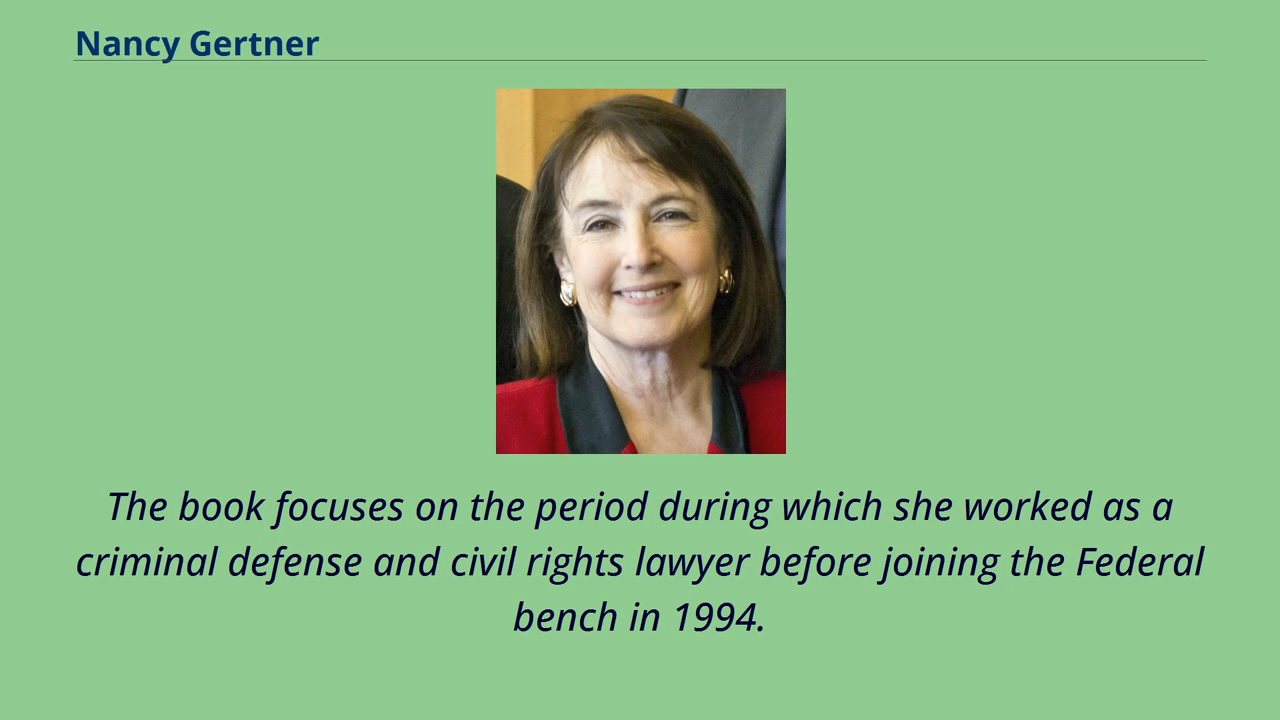 Nancy Gertner
The book focuses on the period during which she worked as a
criminal defense and civil rights lawyer before joining the Federal
bench in 1994.